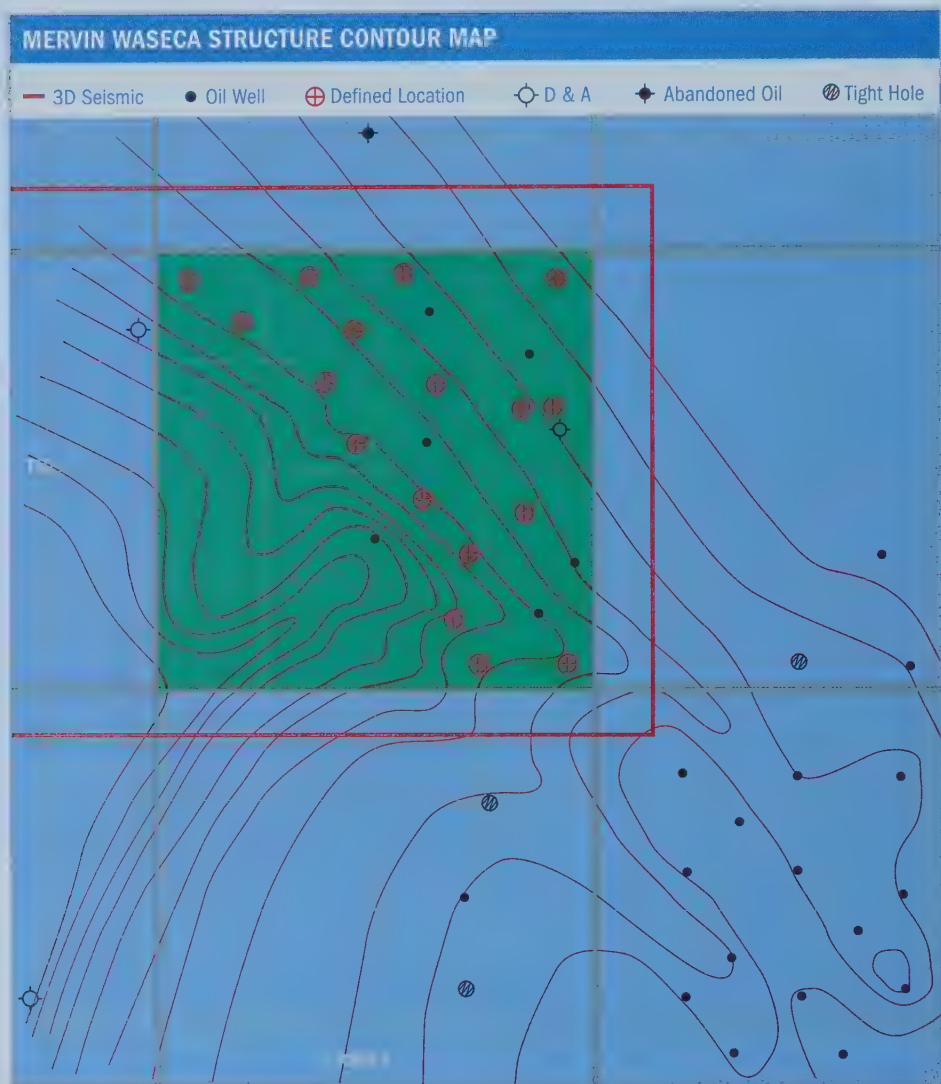 MERVIN WASECA STRUCTURE CONTOUR MAP
3D Seismic Oil Well Defined Location D & A Abandoned Oil Tight Hole